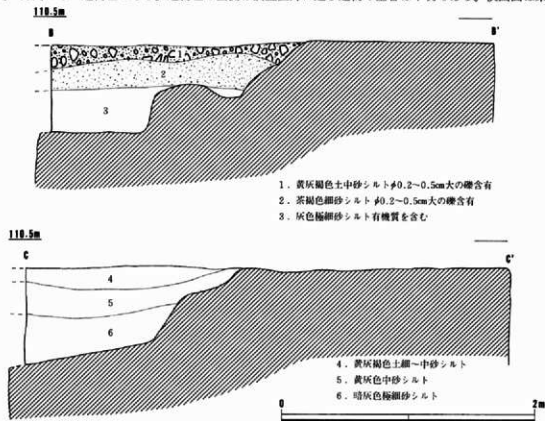 110.5m
B
B'
1
2
3
1. 黄灰褐色土中砂シルトφ0.2~0.5cm大の礫含有
2. 茶褐色細砂シルトφ0.2~0.5cm大の礫含有
3. 灰色極細砂シルト有機質を含む
110.5m
C
C'
4
5
6
4. 黄灰褐色土細~中砂シルト
5. 黄灰色中砂シルト
6. 暗灰色極細砂シルト
0
2m